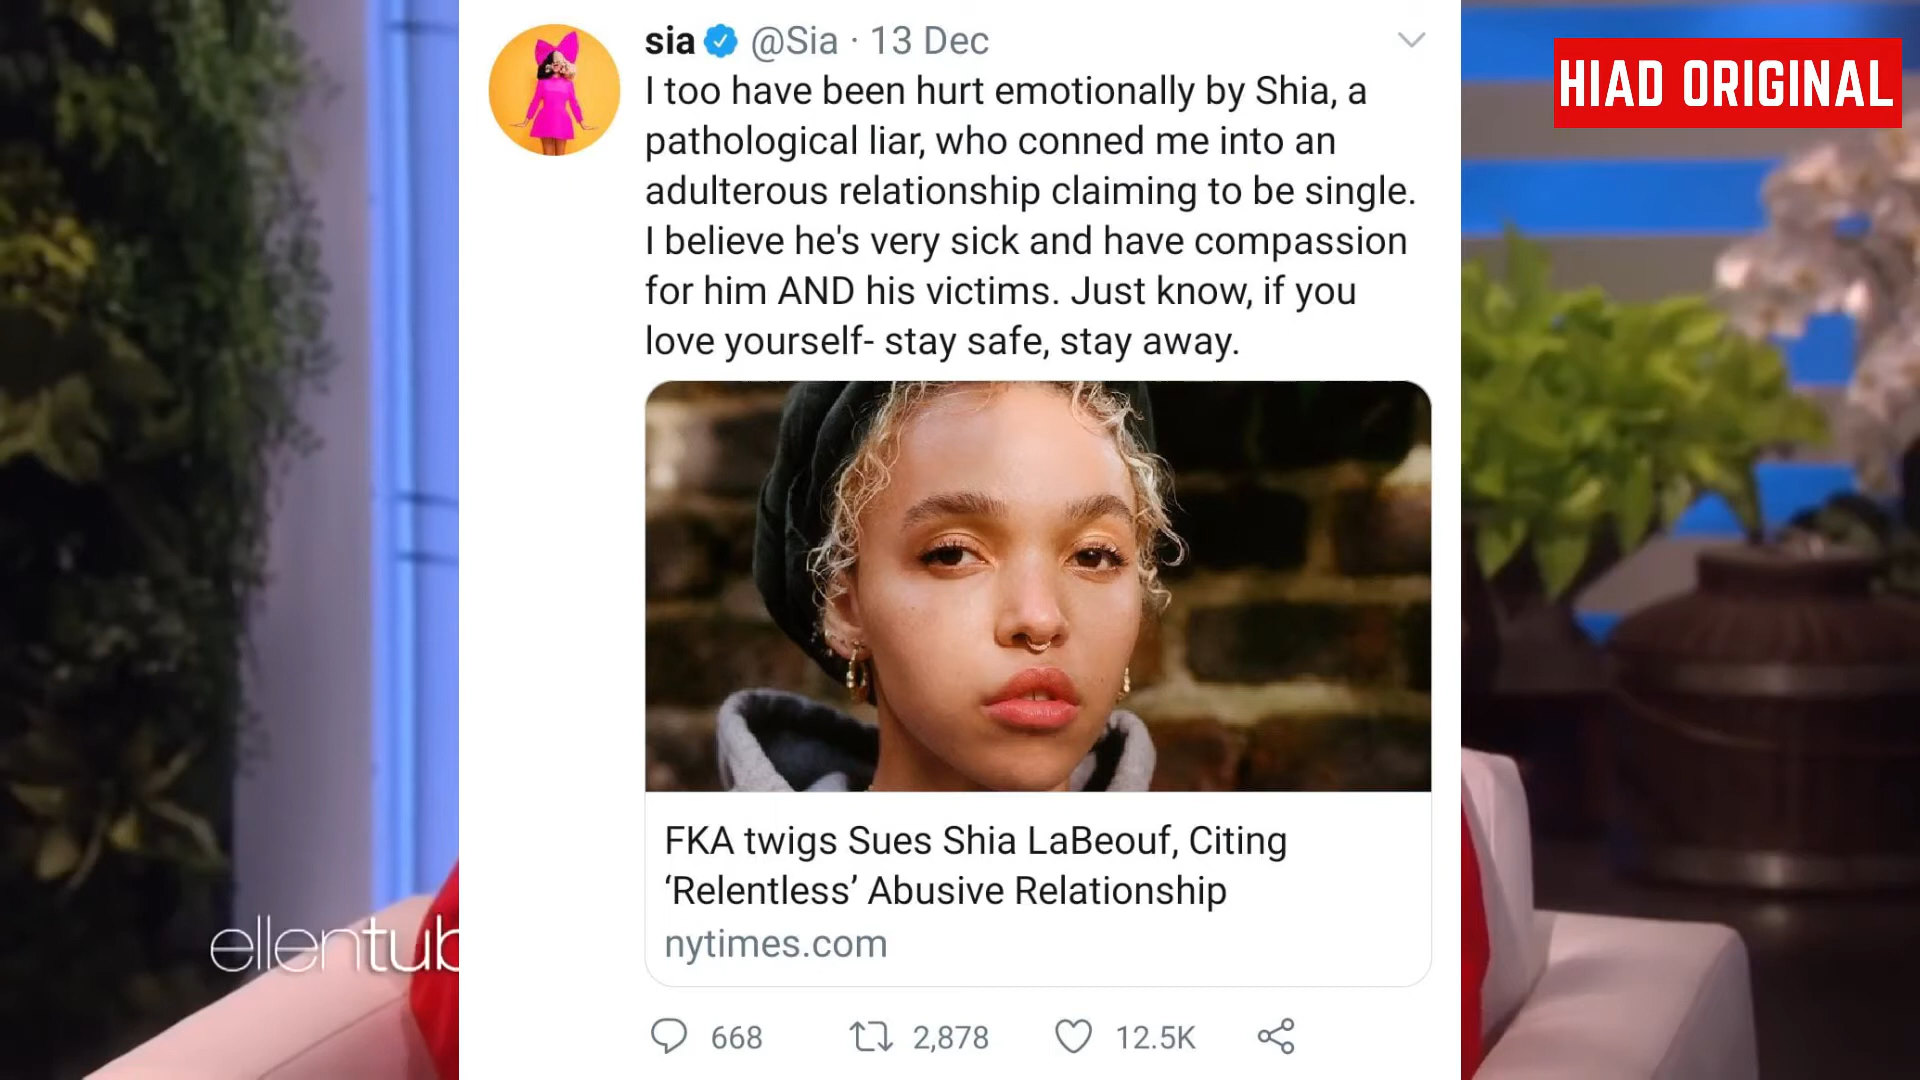 sia @Sia · 13 Dec
HIAD ORIGINAL
I too have been hurt emotionally by Shia, a
pathological liar, who conned me into an
adulterous relationship claiming to be single.
I believe he's very sick and have compassion
for him AND his victims. Just know, if you
love yourself- stay safe, stay away.
FKA twigs Sues Shia LaBeouf, Citing
‘Relentless’ Abusive Relationship
nytimes.com
ellentub
668 2,878 12.5K